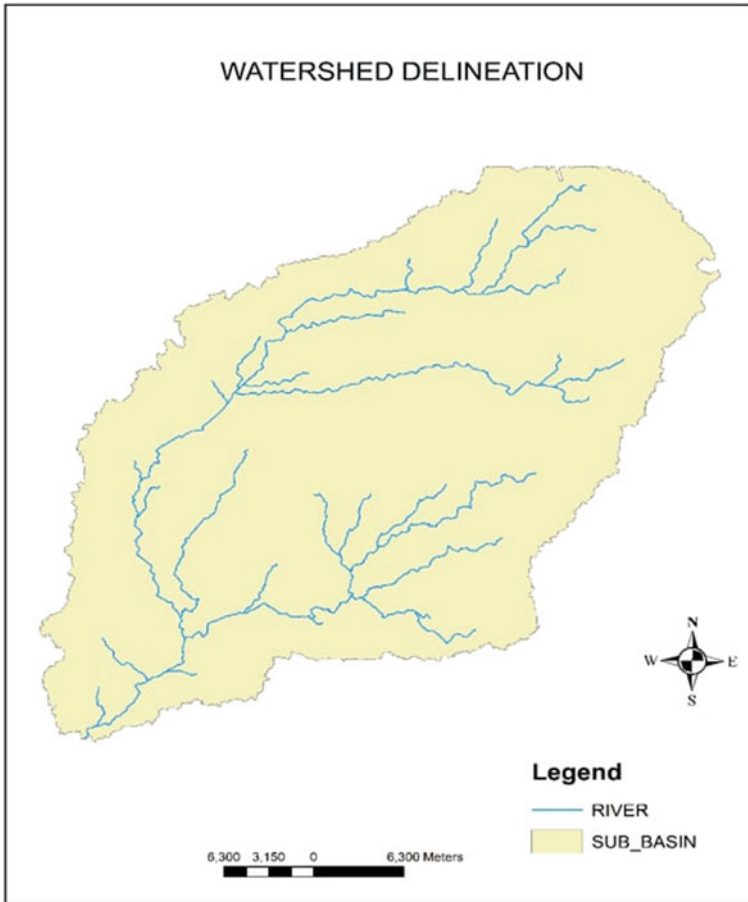 WATERSHED DELINEATION
N
W E
S
Legend
RIVER
SUB_BASIN
6,300 3,150 0 6,300 Meters